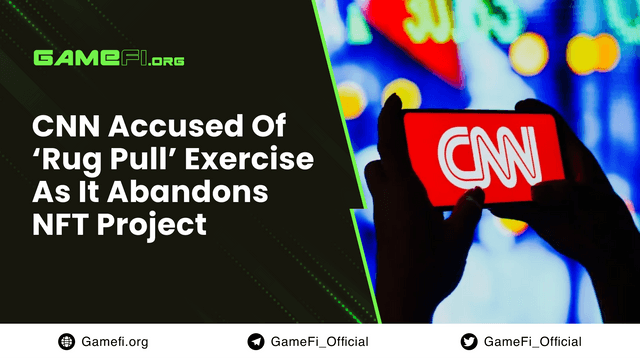 GAMEFI.ORG
CNN Accused Of
‘Rug Pull’ Exercise
As It Abandons
NFT Project
CNN
Gamefi.org
GameFi_Official
GameFi_Official